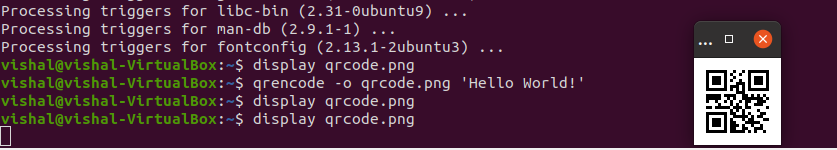 Processing triggers for libc-bin (2.31-0ubuntu9) ...
Processing triggers for man-db (2.9.1-1) ...
Processing triggers for fontconfig (2.13.1-2ubuntu3) ...
vishal@vishal-VirtualBox:~$ display qrcode.png
vishal@vishal-VirtualBox:~$ qrencode -o qrcode.png 'Hello World!'
vishal@vishal-VirtualBox:~$ display qrcode.png
vishal@vishal-VirtualBox:~$ display qrcode.png
...